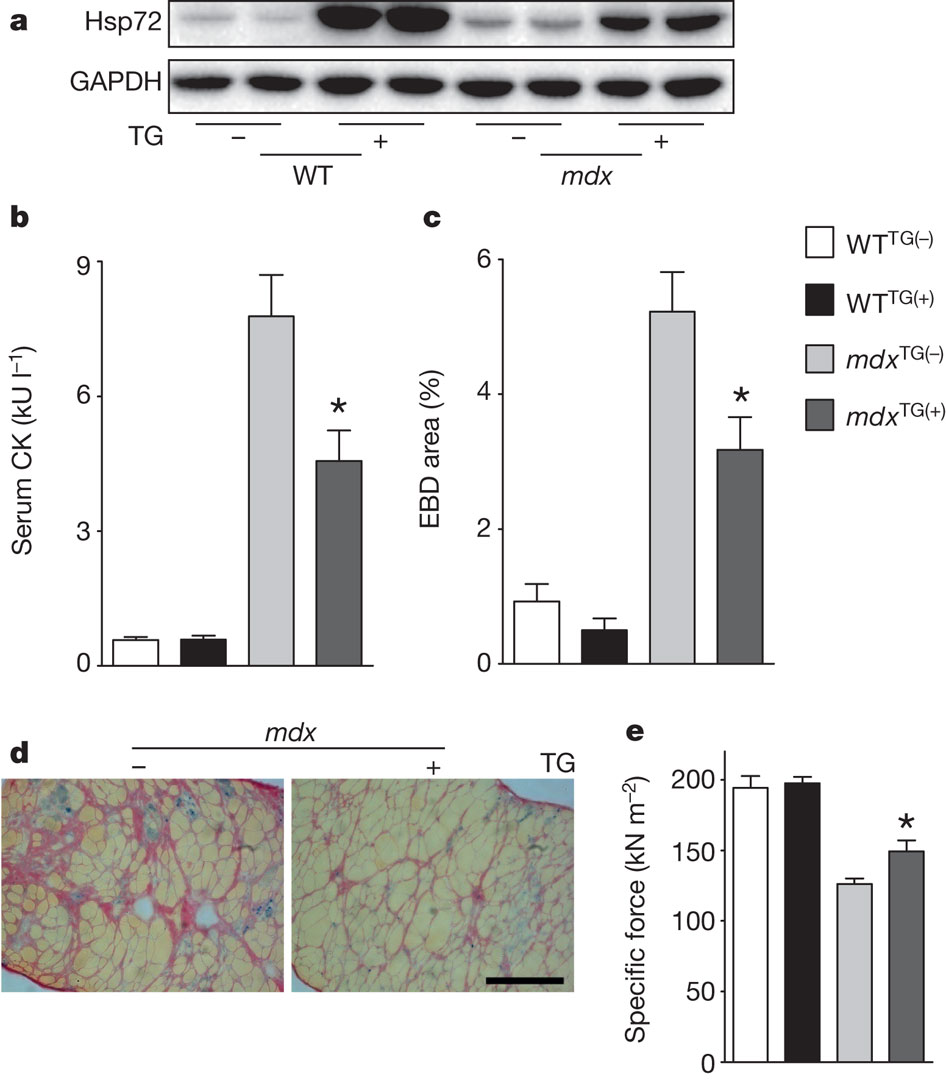 a
Hsp72
GAPDH
TG
– + – +
WT mdx
b
9
6
3
0
Serum CK (kU l⁻¹)
*
c
6
4
2
0
EBD area (%)
*
WTTG(–)
WTTG(+)
mdxTG(–)
mdxTG(+)
d
mdx
– + TG
e
200
150
100
50
0
Specific force (kN m⁻²)
*